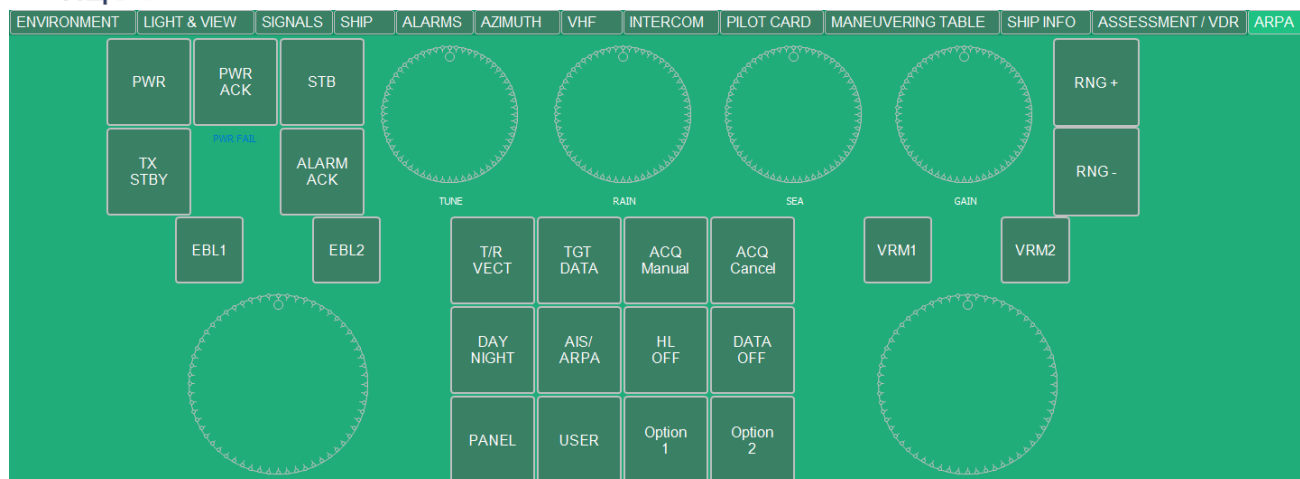 ENVIRONMENT LIGHT & VIEW SIGNALS SHIP ALARMS AZIMUTH VHF INTERCOM PILOT CARD MANEUVERING TABLE SHIP INFO ASSESSMENT / VDR ARPA
PWR
PWR
ACK
STB
RNG +
PWR FAIL
TX
STBY
ALARM
ACK
RNG -
TUNE
RAIN
SEA
GAIN
EBL1
EBL2
T/R
VECT
TGT
DATA
ACQ
Manual
ACQ
Cancel
VRM1
VRM2
DAY
NIGHT
AIS/
ARPA
HL
OFF
DATA
OFF
PANEL
USER
Option
1
Option
2